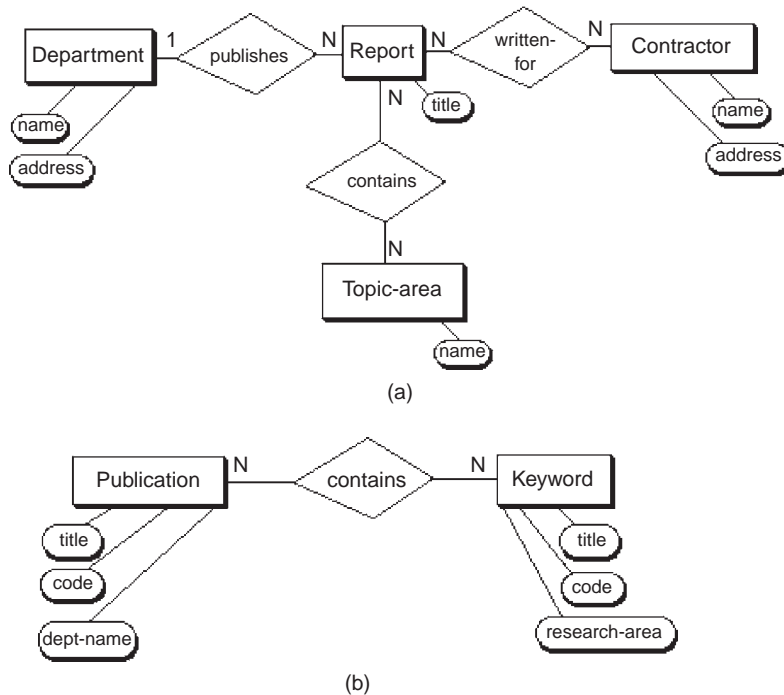 Department
1
publishes
N
Report
N
written-
for
N
Contractor
name
address
title
N
name
address
contains
N
Topic-area
name
(a)
Publication
N
contains
N
Keyword
title
code
dept-name
title
code
research-area
(b)